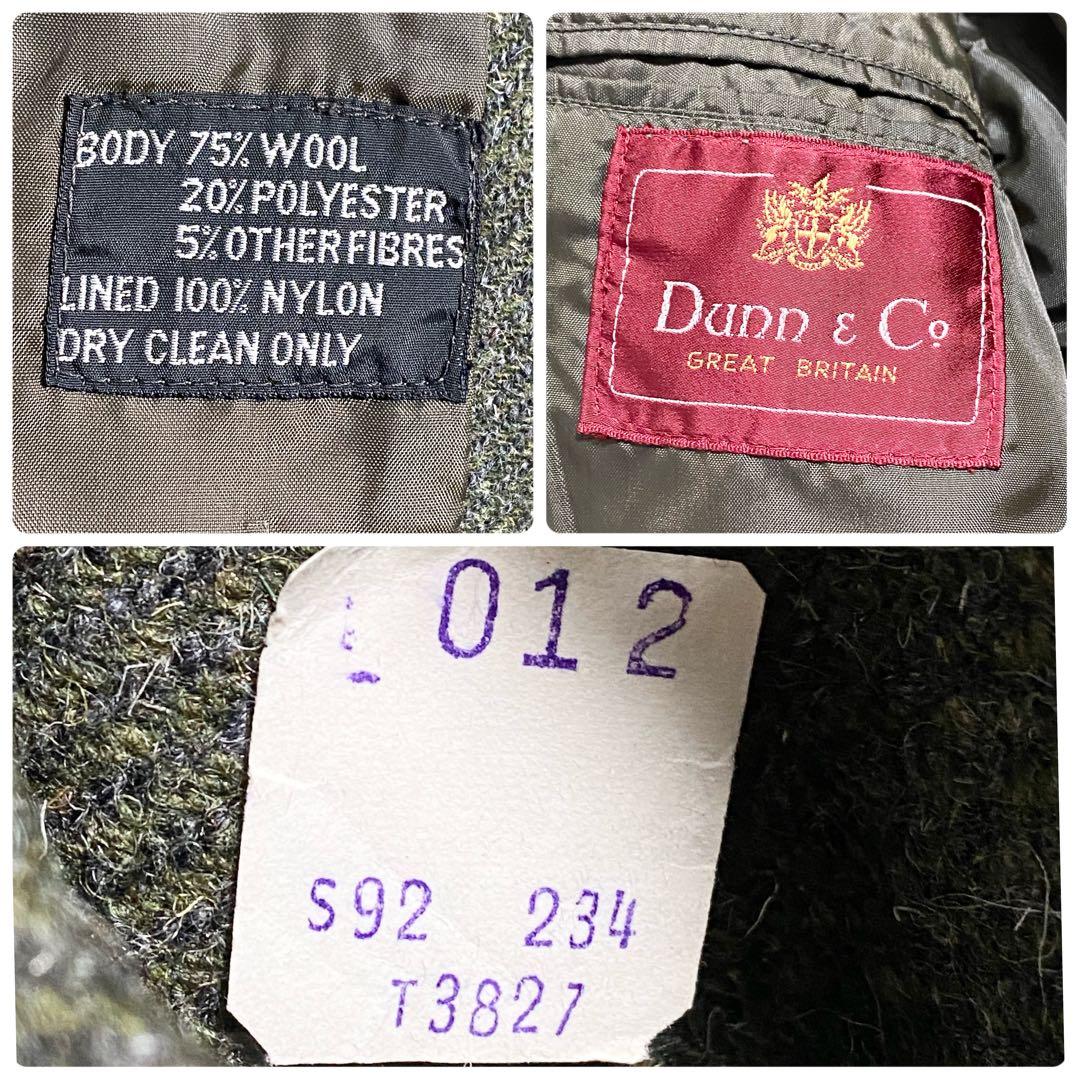 BODY 75% WOOL
20% POLYESTER
5% OTHER FIBRES
LINED 100% NYLON
DRY CLEAN ONLY
Dunn & Co
GREAT BRITAIN
012
S92 234
T3827